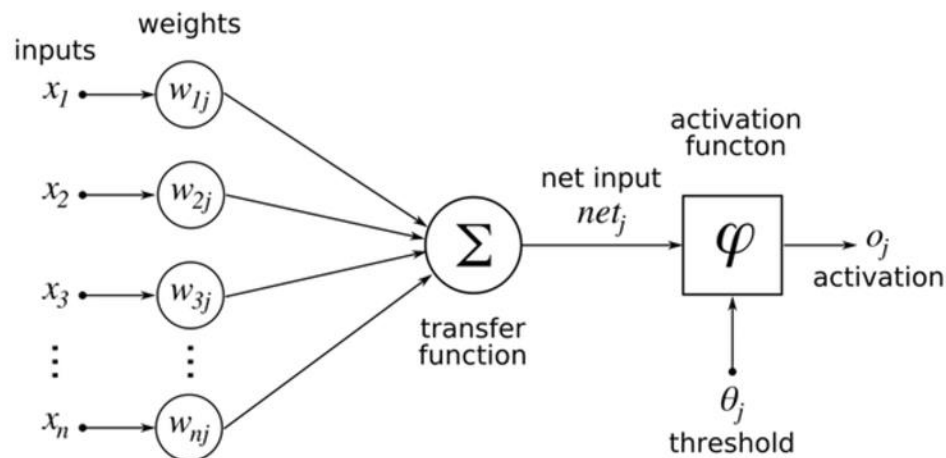 weights
inputs
x₁
w₁ⱼ
x₂
w₂ⱼ
x₃
w₃ⱼ
⋮
⋮
xₙ
wₙⱼ
Σ
transfer
function
net input
netⱼ
activation
functon
φ
oⱼ
activation
θⱼ
threshold